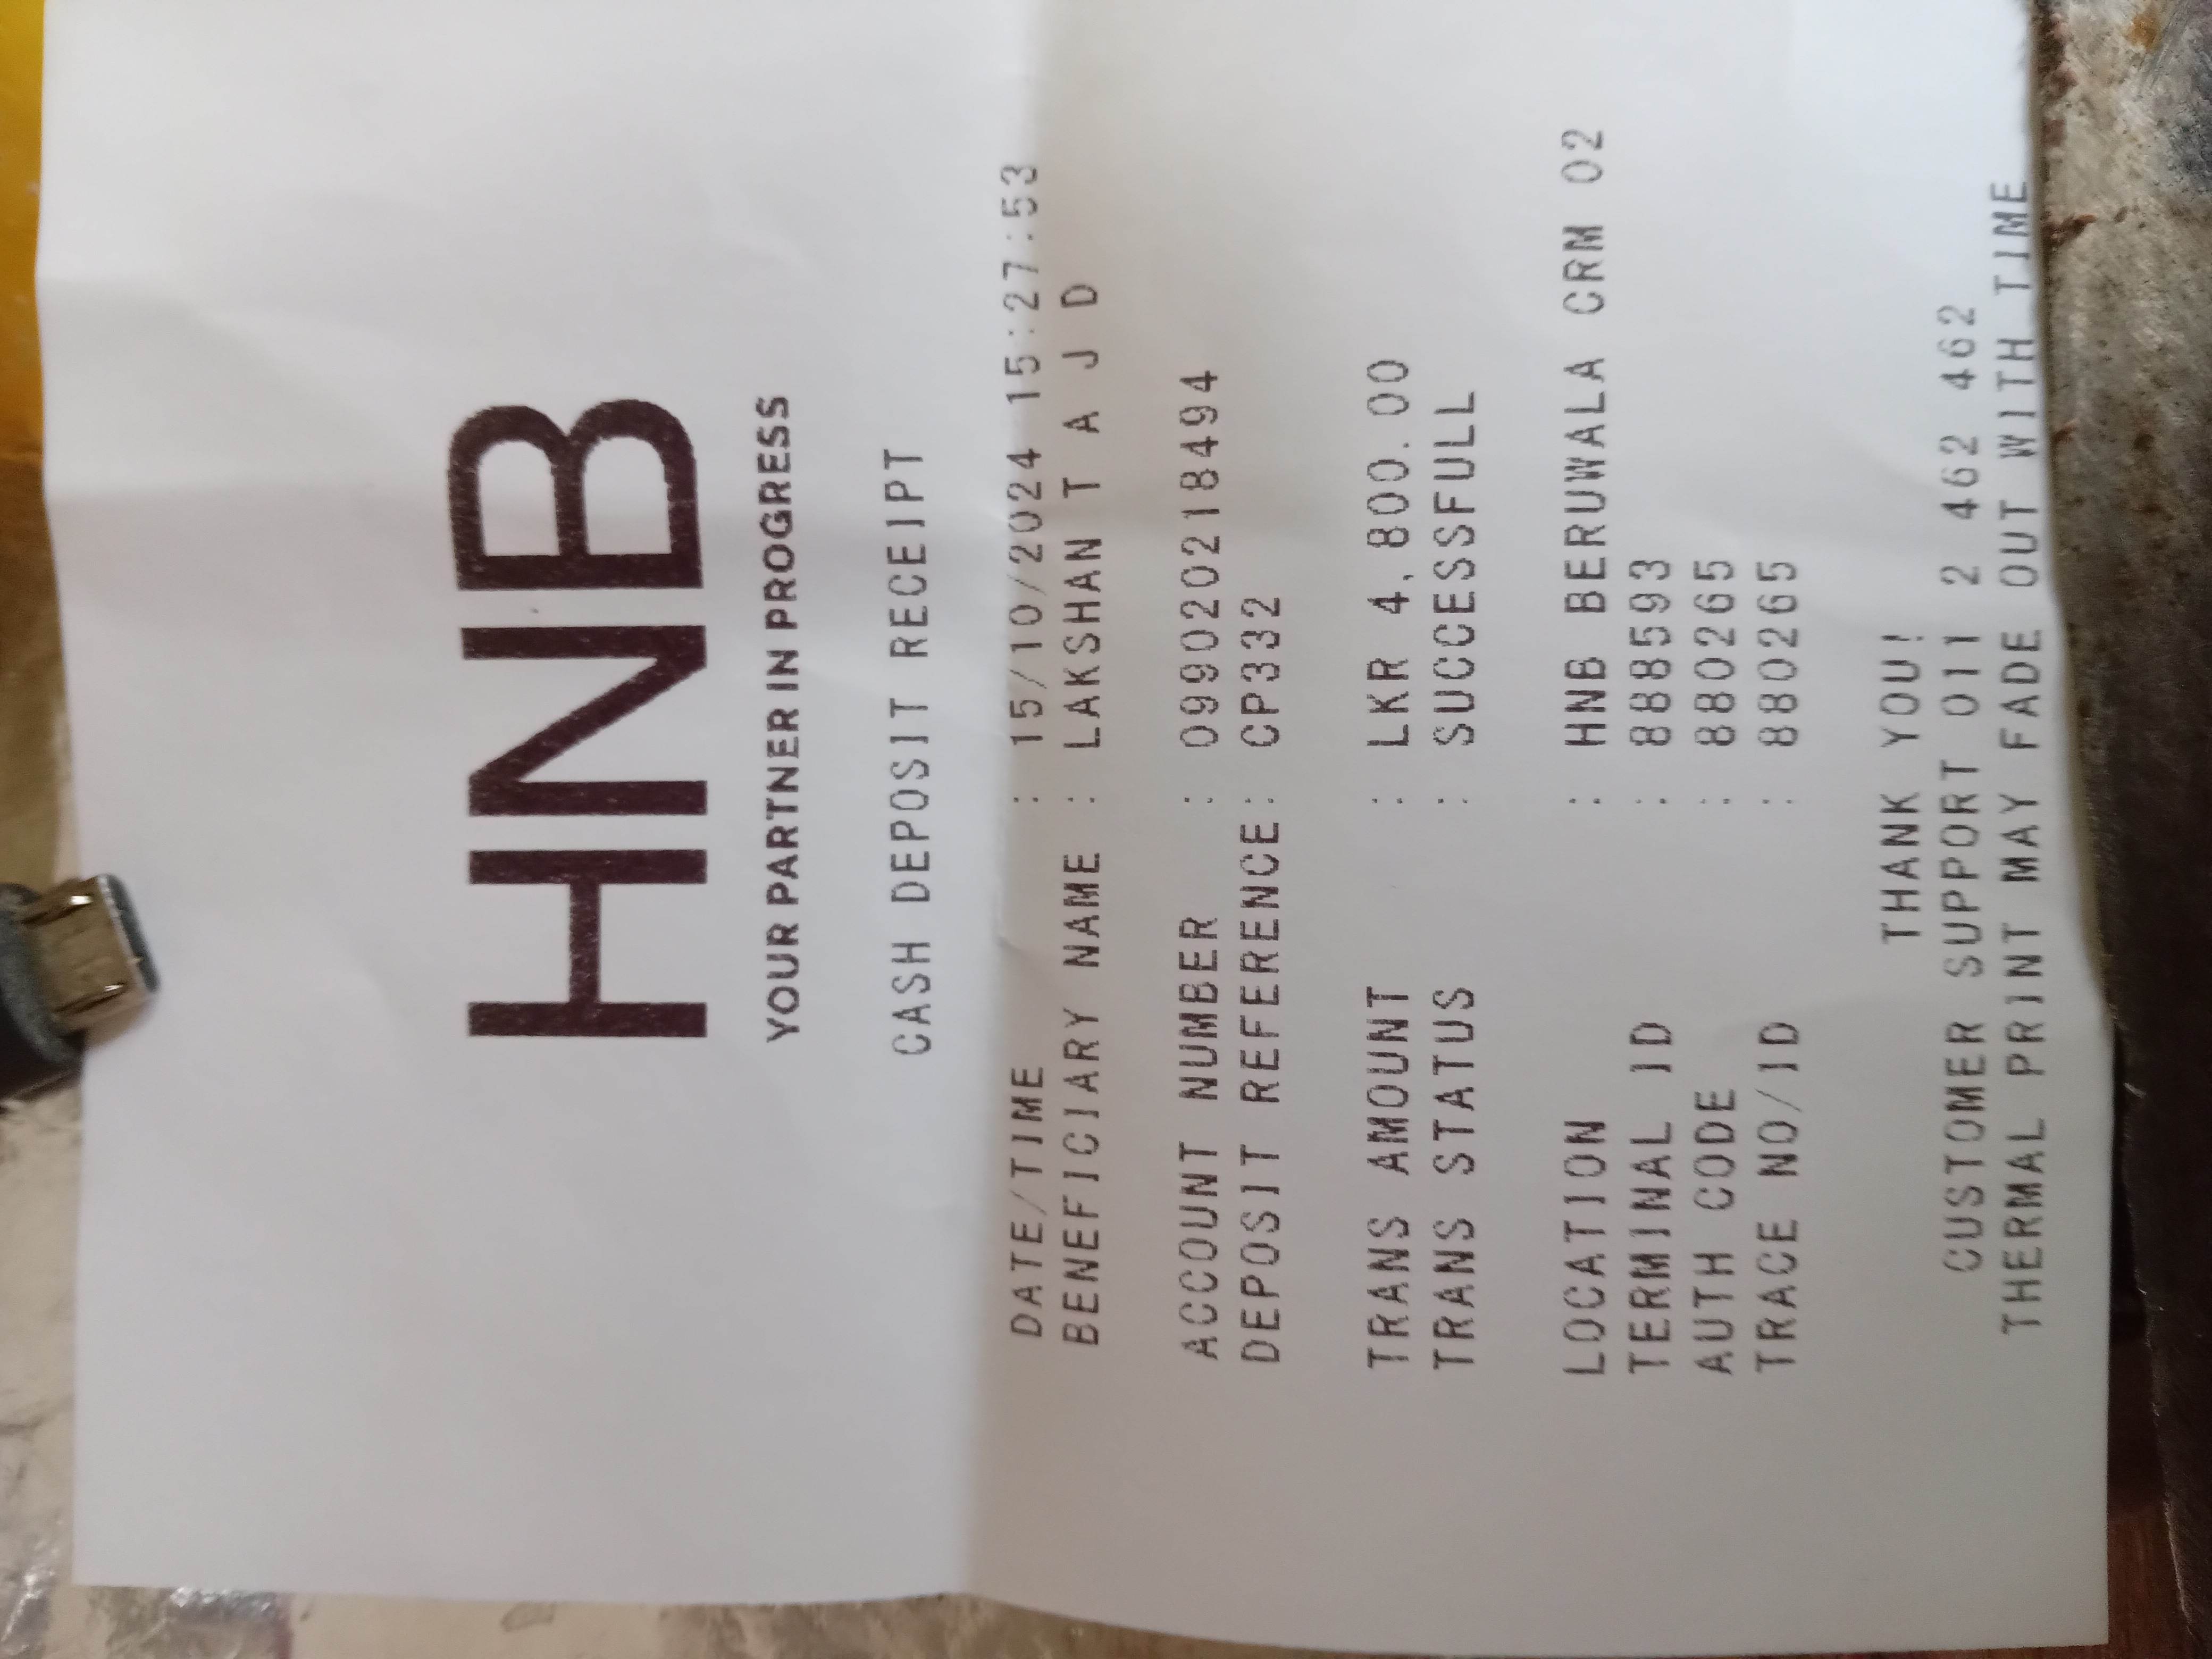 HNB
YOUR PARTNER IN PROGRESS
CASH DEPOSIT RECEIPT
DATE/TIME : 15/10/2024 15:27:53
BENEFICIARY NAME : LAKSHAN T A J D
ACCOUNT NUMBER : 099020218494
DEPOSIT REFERENCE: CP332
TRANS AMOUNT : LKR 4,800.00
TRANS STATUS : SUCCESSFULL
LOCATION : HNB BERUWALA CRM 02
TERMINAL ID : 888593
AUTH CODE : 880265
TRACE NO/ID : 880265
THANK YOU!
CUSTOMER SUPPORT 011 2 462 462
THERMAL PRINT MAY FADE OUT WITH TIME